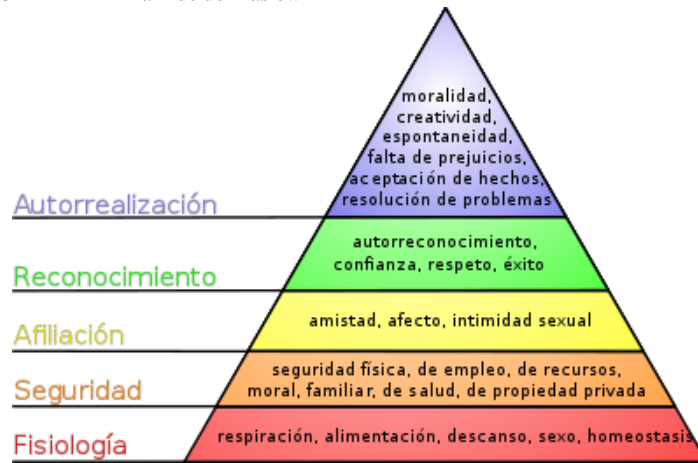 moralidad,
creatividad,
espontaneidad,
falta de prejuicios,
aceptación de hechos,
resolución de problemas
Autorrealización
autorreconocimiento,
confianza, respeto, éxito
Reconocimiento
amistad, afecto, intimidad sexual
Afiliación
seguridad física, de empleo, de recursos,
moral, familiar, de salud, de propiedad privada
Seguridad
respiración, alimentación, descanso, sexo, homeostasis
Fisiología